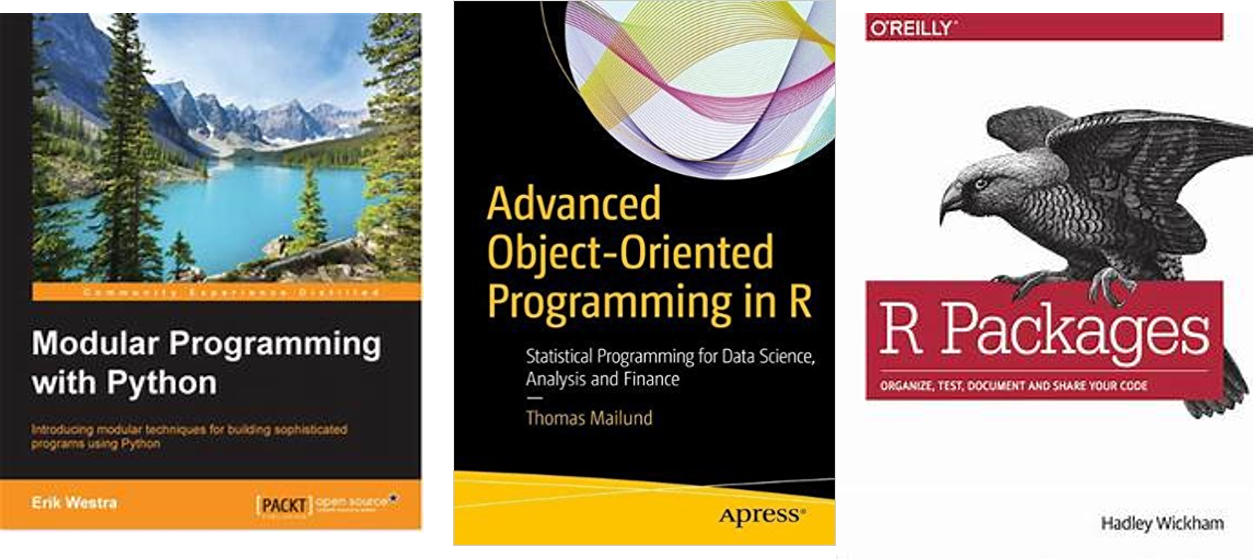 Community Experience Distilled
Modular Programming
with Python
Introducing modular techniques for building sophisticated
programs using Python
Erik Westra
[PACKT] open source*
PUBLISHING
Advanced
Object-Oriented
Programming in R
Statistical Programming for Data Science,
Analysis and Finance
Thomas Mailund
Apress®
O'REILLY®
R Packages
ORGANIZE, TEST, DOCUMENT AND SHARE YOUR CODE
Hadley Wickham